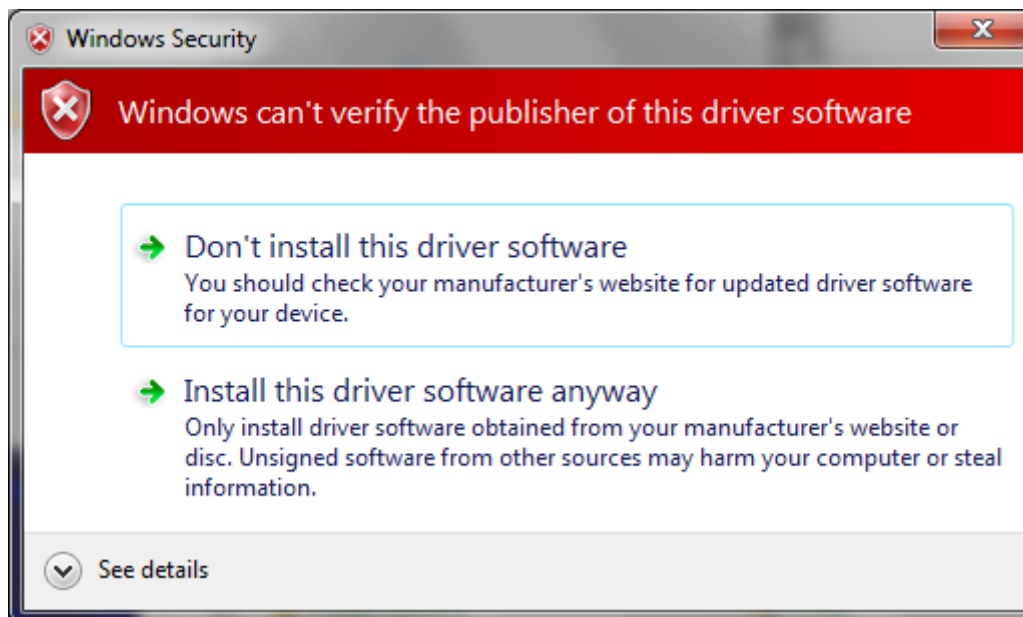 Windows Security
Windows can't verify the publisher of this driver software
Don't install this driver software
You should check your manufacturer's website for updated driver software
for your device.
Install this driver software anyway
Only install driver software obtained from your manufacturer's website or
disc. Unsigned software from other sources may harm your computer or steal
information.
See details